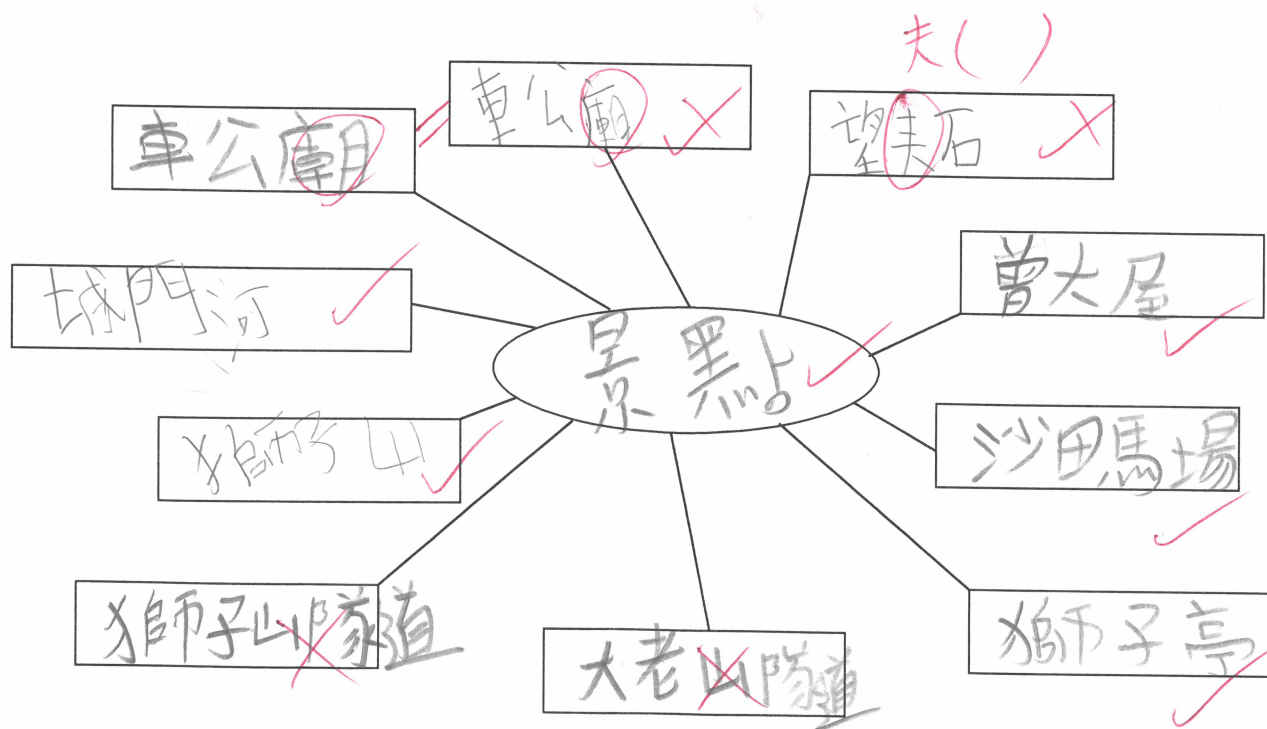 夫( )
車公廟
車公廟
望美石
曾大屋
城門河
景點
獅子山
沙田馬場
獅子山隧道
大老山隧道
獅子亭